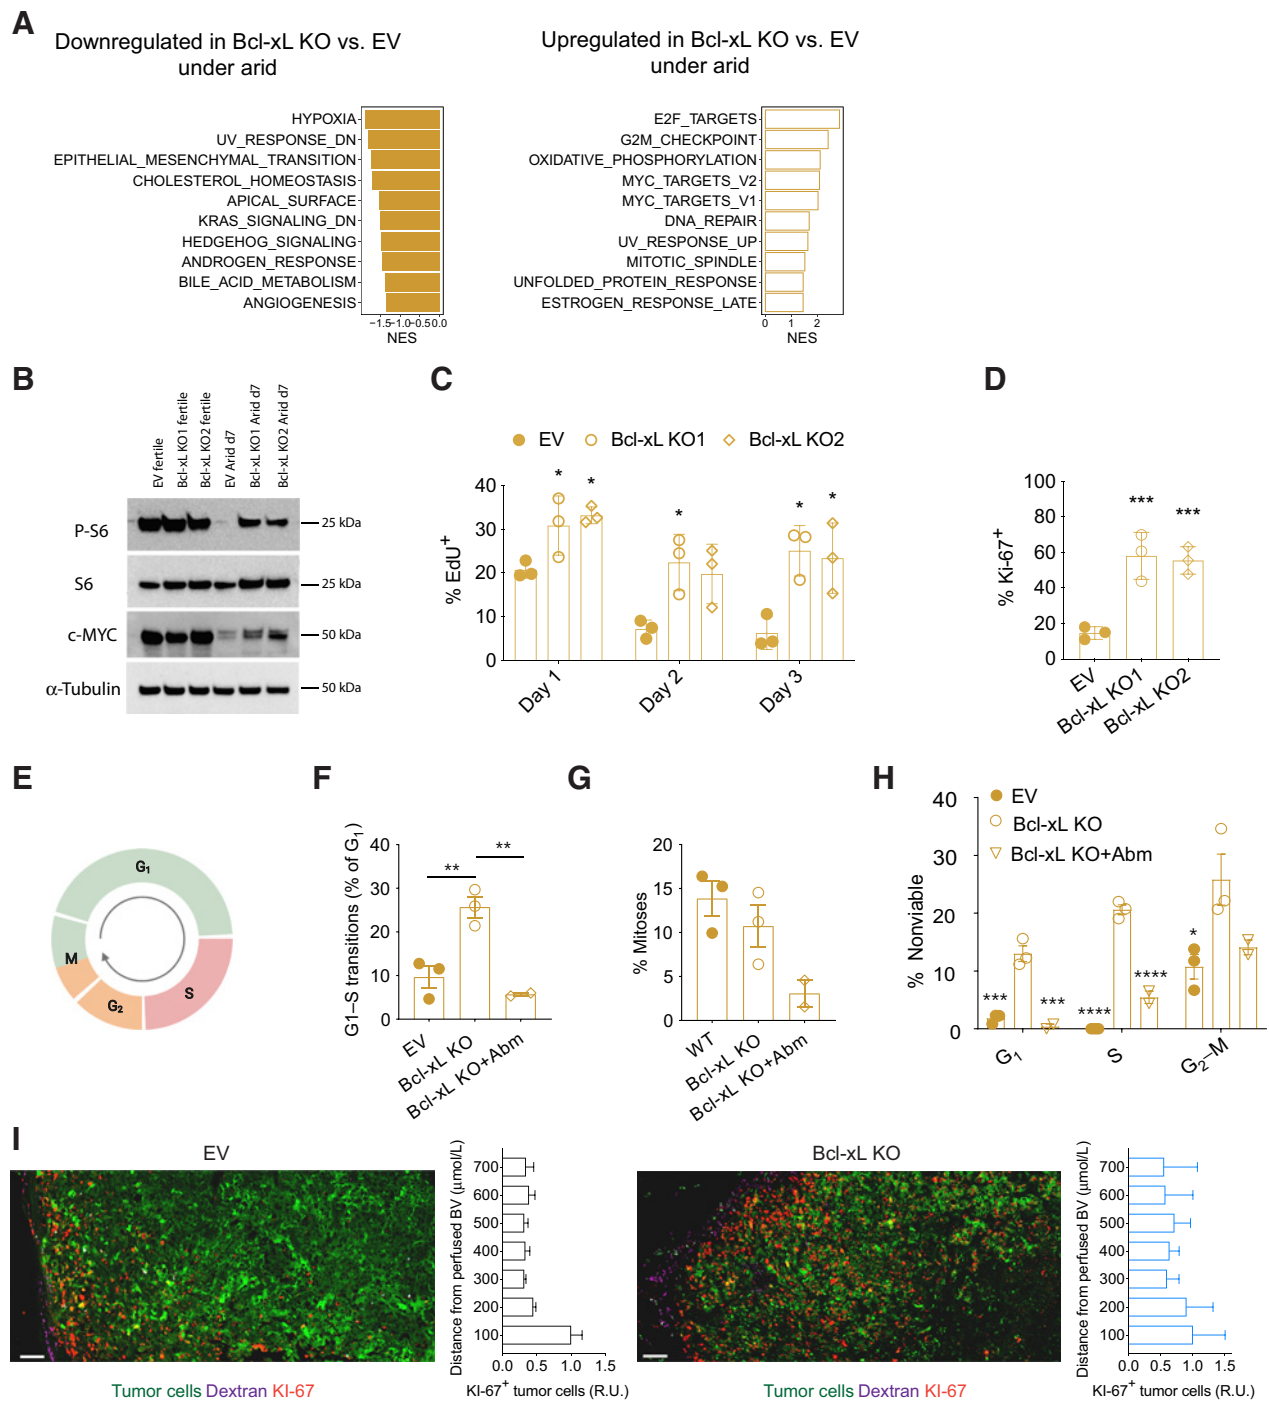 A
Downregulated in Bcl-xL KO vs. EV
under arid
Upregulated in Bcl-xL KO vs. EV
under arid
HYPOXIA
UV_RESPONSE_DN
EPITHELIAL_MESENCHYMAL_TRANSITION
CHOLESTEROL_HOMEOSTASIS
APICAL_SURFACE
KRAS_SIGNALING_DN
HEDGEHOG_SIGNALING
ANDROGEN_RESPONSE
BILE_ACID_METABOLISM
ANGIOGENESIS
−1.5−1.0−0.5 0.0
NES
E2F_TARGETS
G2M_CHECKPOINT
OXIDATIVE_PHOSPHORYLATION
MYC_TARGETS_V2
MYC_TARGETS_V1
DNA_REPAIR
UV_RESPONSE_UP
MITOTIC_SPINDLE
UNFOLDED_PROTEIN_RESPONSE
ESTROGEN_RESPONSE_LATE
0 1 2
NES
B
EV fertile
Bcl-xL KO1 fertile
Bcl-xL KO2 fertile
EV Arid d7
Bcl-xL KO1 Arid d7
Bcl-xL KO2 Arid d7
P-S6
25 kDa
S6
25 kDa
c-MYC
50 kDa
α-Tubulin
50 kDa
C
EV
Bcl-xL KO1
Bcl-xL KO2
% EdU+
40
30
20
10
0
* * * * *
Day 1
Day 2
Day 3
D
% Ki-67+
100
80
60
40
20
0
*** ***
EV
Bcl-xL KO1
Bcl-xL KO2
E
G1
M
G2
S
F
G1–S transitions (% of G1)
40
30
20
10
0
** **
EV
Bcl-xL KO
Bcl-xL KO+Abm
G
% Mitoses
20
15
10
5
0
WT
Bcl-xL KO
Bcl-xL KO+Abm
H
EV
Bcl-xL KO
Bcl-xL KO+Abm
% Nonviable
40
30
20
10
0
*** *** **** **** *
G1
S
G2–M
I
EV
Distance from perfused BV (μmol/L)
700
600
500
400
300
200
100
0.0 0.5 1.0 1.5
KI-67+ tumor cells (R.U.)
Tumor cells Dextran KI-67
Bcl-xL KO
Distance from perfused BV (μmol/L)
700
600
500
400
300
200
100
0.0 0.5 1.0 1.5
KI-67+ tumor cells (R.U.)
Tumor cells Dextran KI-67